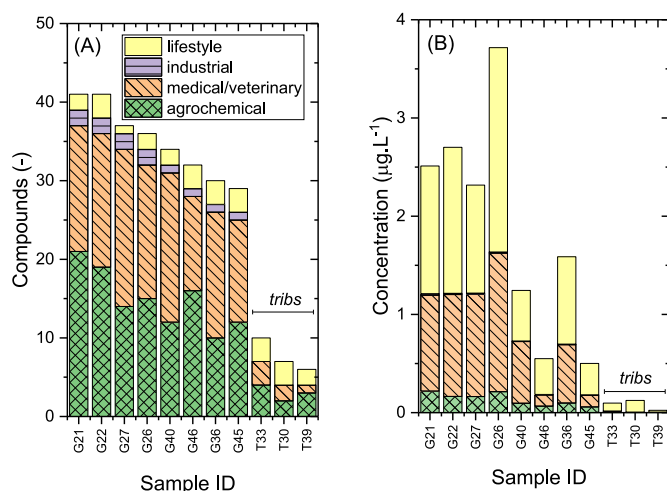 (A)
lifestyle
industrial
medical/veterinary
agrochemical
50
40
30
20
10
0
Compounds (-)
tribs
G21 G22 G27 G26 G40 G46 G36 G45 T33 T30 T39
Sample ID
(B)
4
3
2
1
0
Concentration (µg.L-1)
tribs
G21 G22 G27 G26 G40 G46 G36 G45 T33 T30 T39
Sample ID